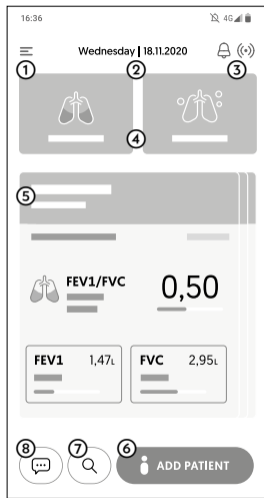 16:36 4G
Wednesday | 18.11.2020
1 2 3
4
5
FEV1/FVC 0,50
FEV1 1,47L FVC 2,95L
8 7 6
ADD PATIENT